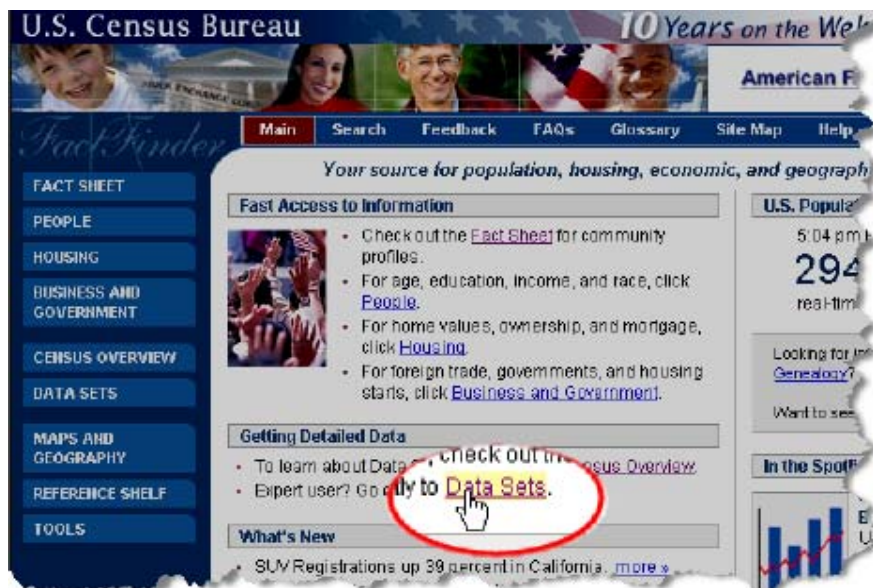 U.S. Census Bureau
10 Years on the Web
American F
FactFinder
Main Search Feedback FAQs Glossary Site Map Help
Your source for population, housing, economic, and geograph
FACT SHEET
PEOPLE
HOUSING
BUSINESS AND
GOVERNMENT
CENSUS OVERVIEW
DATA SETS
MAPS AND
GEOGRAPHY
REFERENCE SHELF
TOOLS
Fast Access to Information
• Check out the Fact Sheet for community
profiles.
• For age, education, income, and race, click
People.
• For home values, ownership, and mortgage,
click Housing.
• For foreign trade, governments, and housing
starts, click Business and Government.
Getting Detailed Data
• To learn about Data check out the sus Overview.
• Expert user? Go tly to Data Sets.
What's New
• SUV Registrations up 39 percent in California. more »
U.S. Populat
5:04 pm
294
real-tim
Looking for
Genealogy?
Want to see
In the Spotli